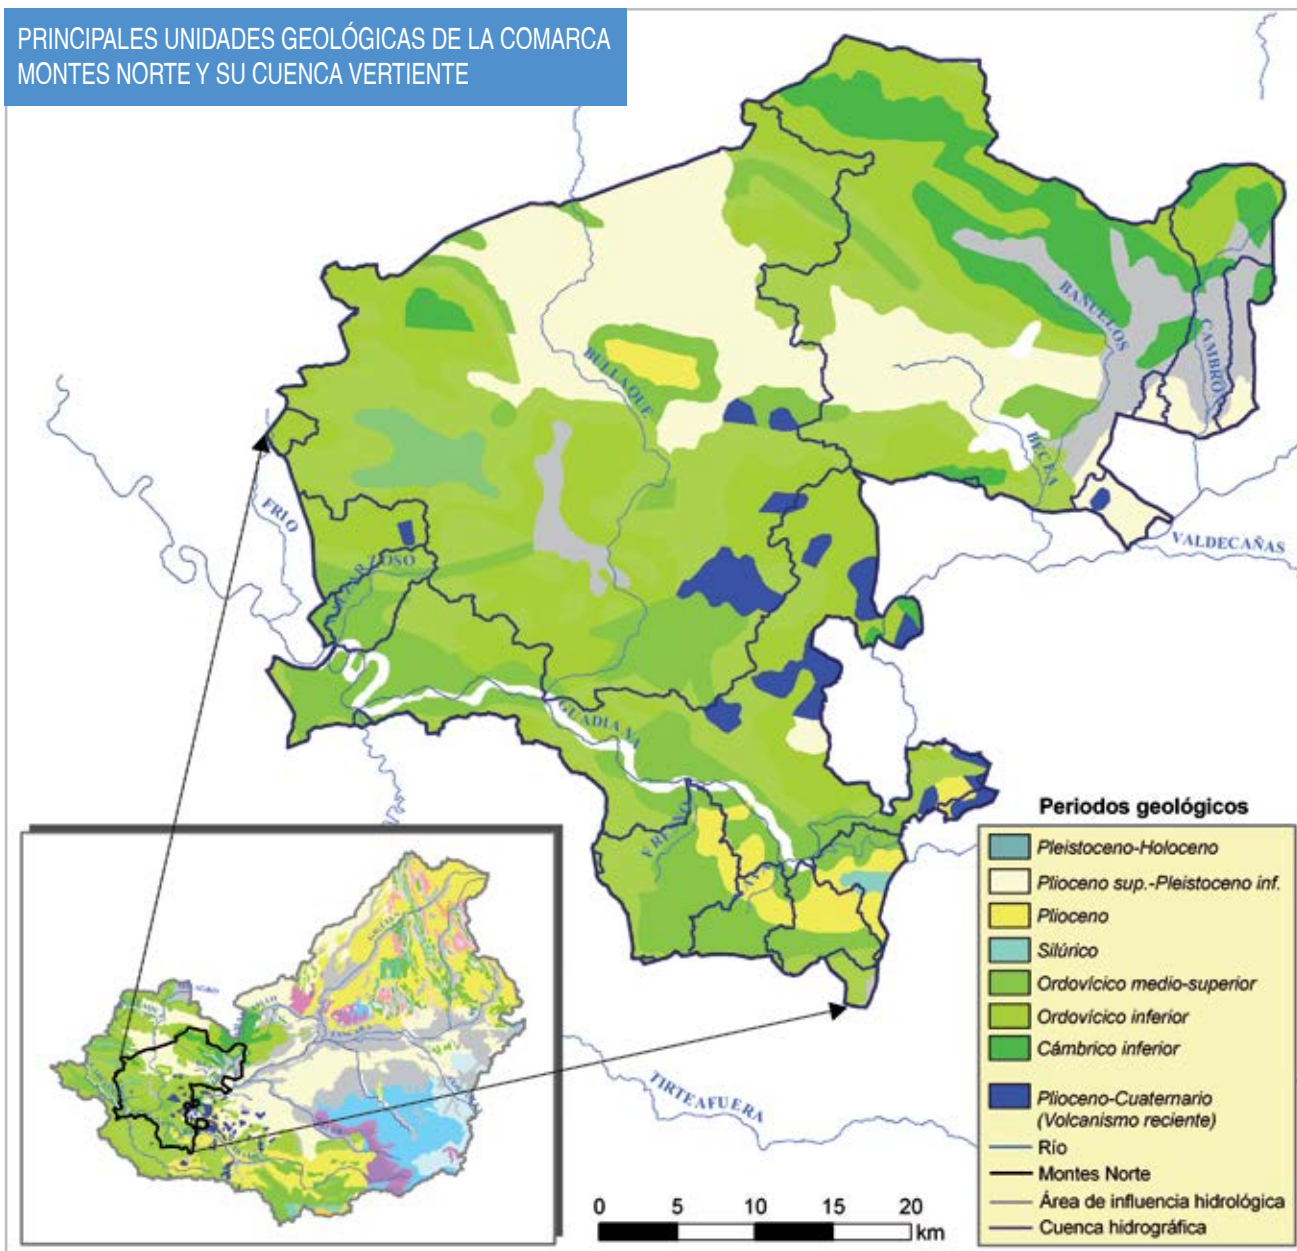 PRINCIPALES UNIDADES GEOLÓGICAS DE LA COMARCA
MONTES NORTE Y SU CUENCA VERTIENTE
BAÑUELOS
CAMBRO
BULLAQUE
BECEA
VALDECAÑAS
FRIO
GUADIANA
TIRTEAFUERA
Periodos geológicos
Pleistoceno-Holoceno
Plioceno sup.-Pleistoceno inf.
Plioceno
Silúrico
Ordovícico medio-superior
Ordovícico inferior
Cámbrico inferior
Plioceno-Cuaternario
(Volcanismo reciente)
Río
Montes Norte
Área de influencia hidrológica
Cuenca hidrográfica
0 5 10 15 20
km